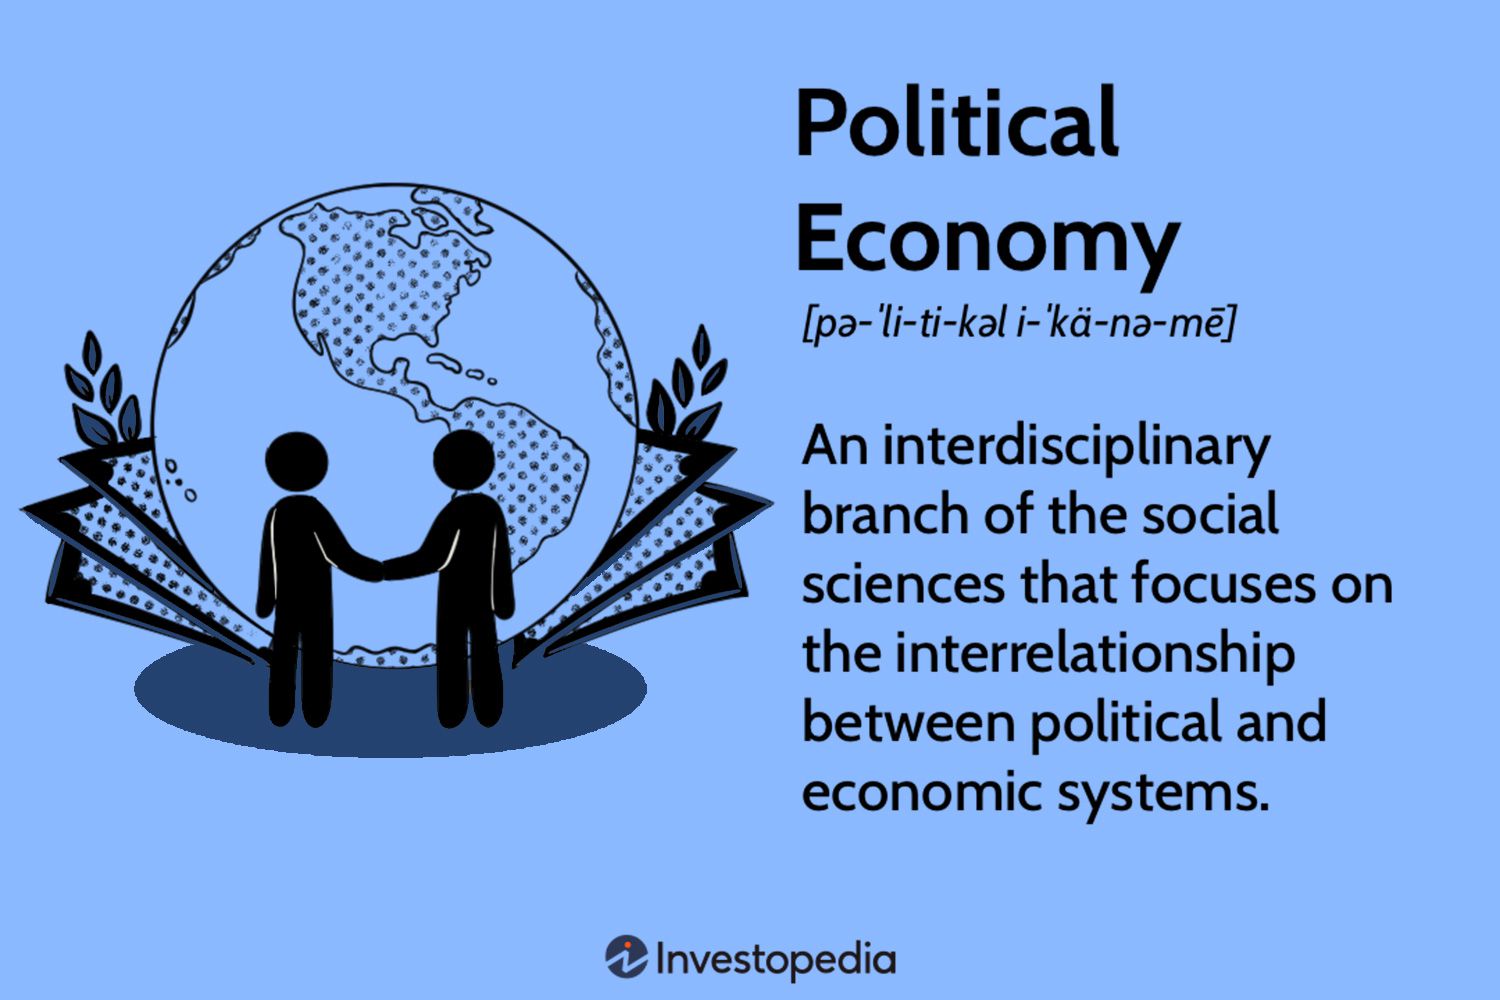 Political
Economy
[pə-ˈli-ti-kəl i-ˈkä-nə-mē]
An interdisciplinary
branch of the social
sciences that focuses on
the interrelationship
between political and
economic systems.
Investopedia